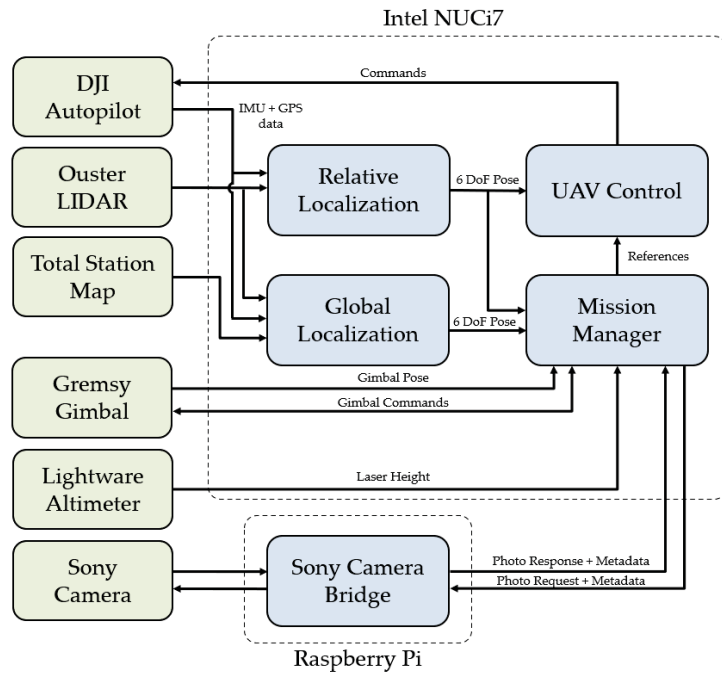 Intel NUCi7
DJI
Autopilot
Commands
IMU + GPS
data
Ouster
LIDAR
Relative
Localization
6 DoF Pose
UAV Control
Total Station
Map
References
Global
Localization
6 DoF Pose
Mission
Manager
Gremsy
Gimbal
Gimbal Pose
Gimbal Commands
Lightware
Altimeter
Laser Height
Sony
Camera
Sony Camera
Bridge
Photo Response + Metadata
Photo Request + Metadata
Raspberry Pi